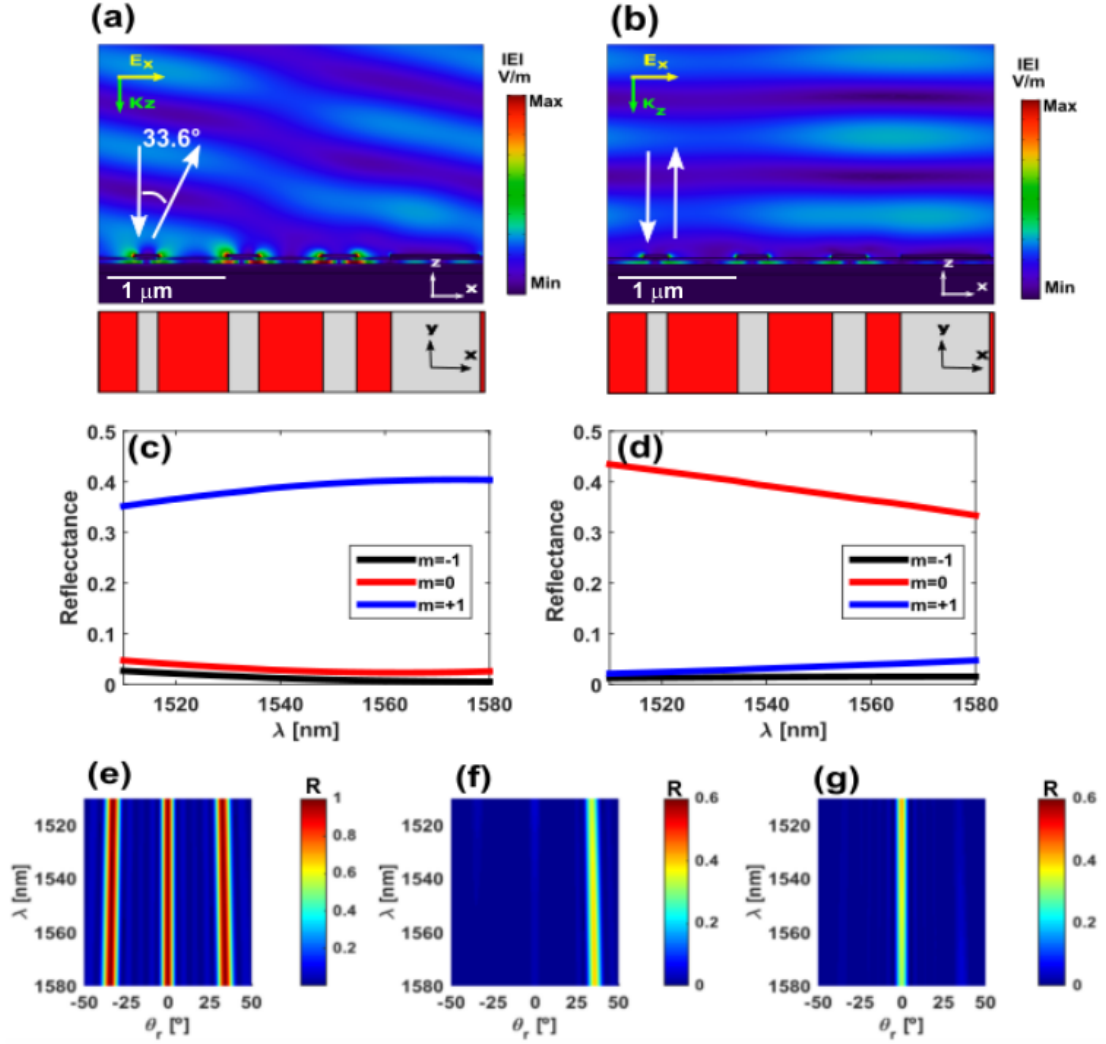 (a)
(b)
Ex
Kz
33.6°
1 μm
z
x
|E|
V/m
Max
Min
Ex
Kz
1 μm
z
x
|E|
V/m
Max
Min
Y
x
Y
x
(c)
0.5
0.4
0.3
0.2
0.1
0
Reflecctance
m=-1
m=0
m=+1
1520
1540
1560
1580
λ [nm]
(d)
0.5
0.4
0.3
0.2
0.1
0
Reflectance
m=-1
m=0
m=+1
1520
1540
1560
1580
λ [nm]
(e)
R
1520
1540
1560
1580
λ [nm]
-50
-25
0
25
50
θr [º]
1
0.8
0.6
0.4
0.2
(f)
R
1520
1540
1560
1580
λ [nm]
-50
-25
0
25
50
θr [º]
0.6
0.4
0.2
0
(g)
R
1520
1540
1560
1580
λ [nm]
-50
-25
0
25
50
θr [º]
0.6
0.4
0.2
0